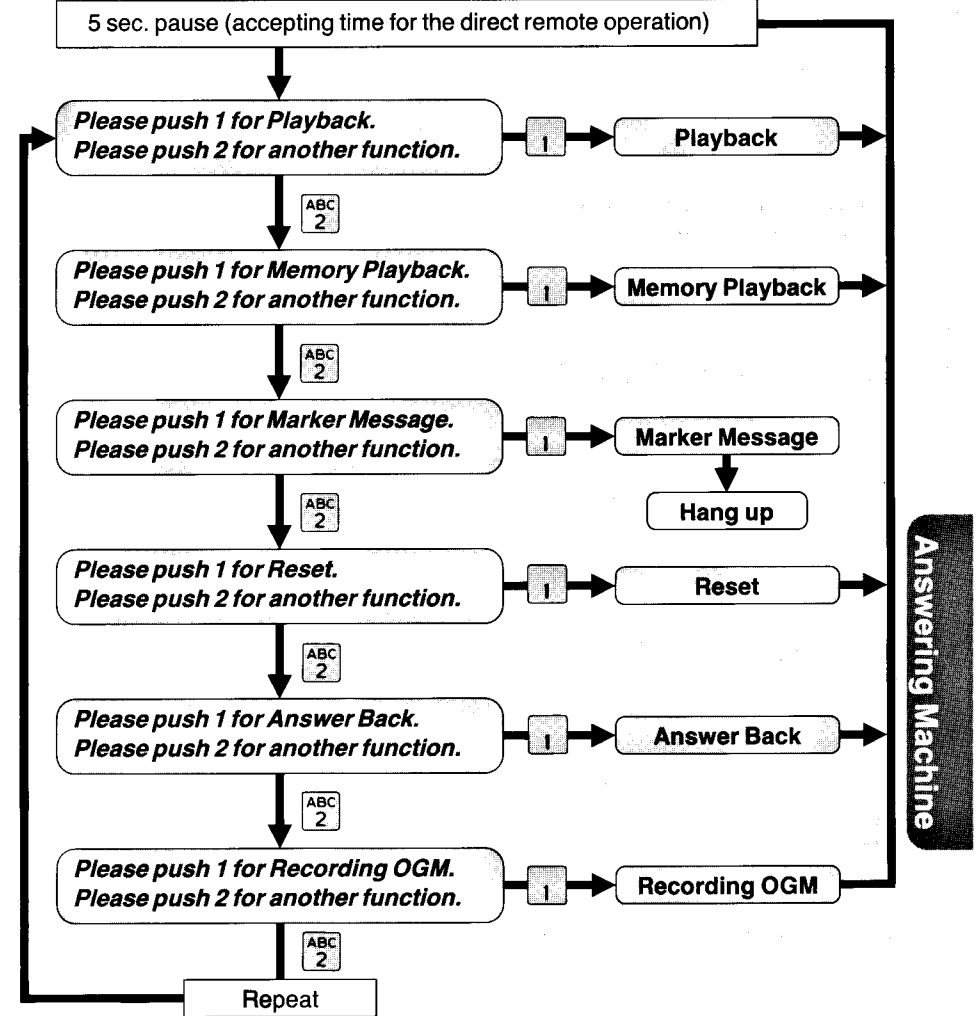 5 sec. pause (accepting time for the direct remote operation)
Please push 1 for Playback.
Please push 2 for another function.
1
Playback
ABC
2
Please push 1 for Memory Playback.
Please push 2 for another function.
1
Memory Playback
ABC
2
Please push 1 for Marker Message.
Please push 2 for another function.
1
Marker Message
Hang up
ABC
2
Please push 1 for Reset.
Please push 2 for another function.
1
Reset
ABC
2
Please push 1 for Answer Back.
Please push 2 for another function.
1
Answer Back
ABC
2
Please push 1 for Recording OGM.
Please push 2 for another function.
1
Recording OGM
ABC
2
Repeat
Answering Machine